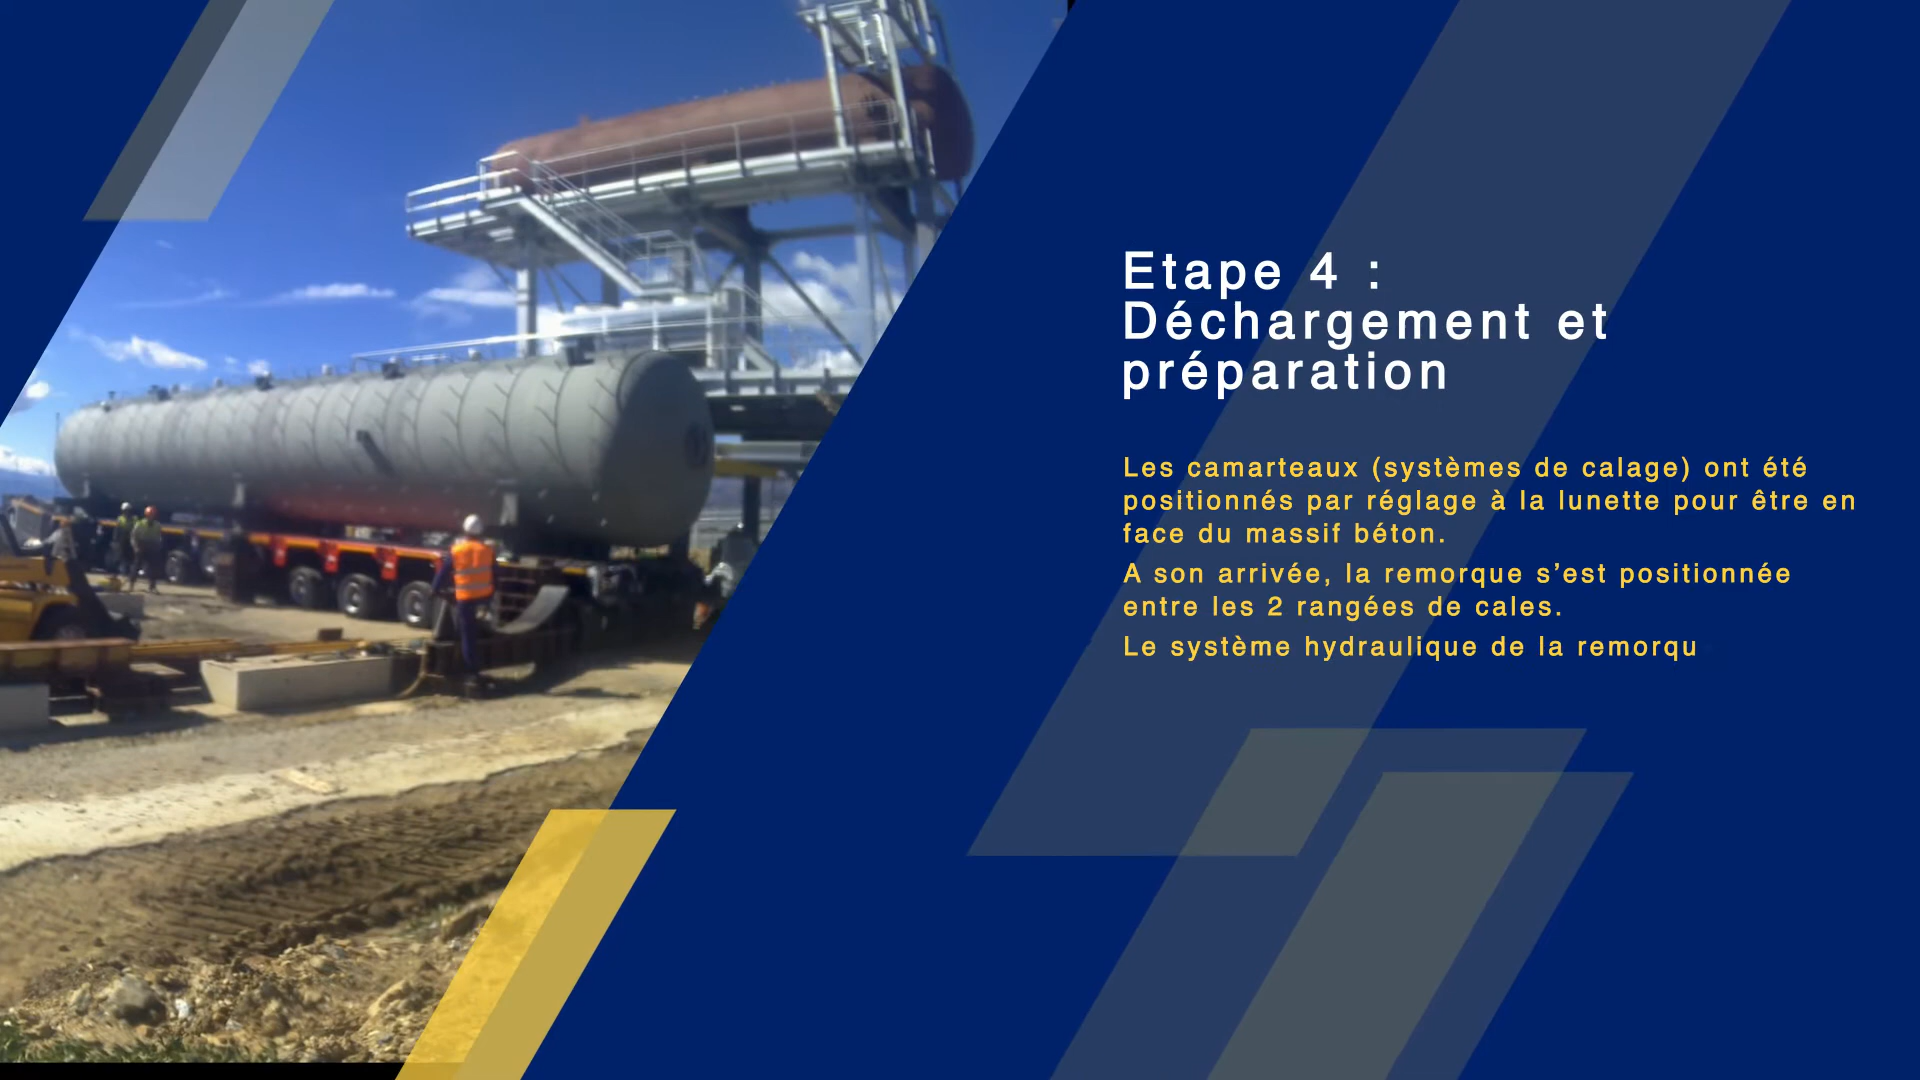 Etape 4 :
Déchargement et
préparation
Les camarteaux (systèmes de calage) ont été
positionnés par réglage à la lunette pour être en
face du massif béton.
A son arrivée, la remorque s’est positionnée
entre les 2 rangées de cales.
Le système hydraulique de la remorqu